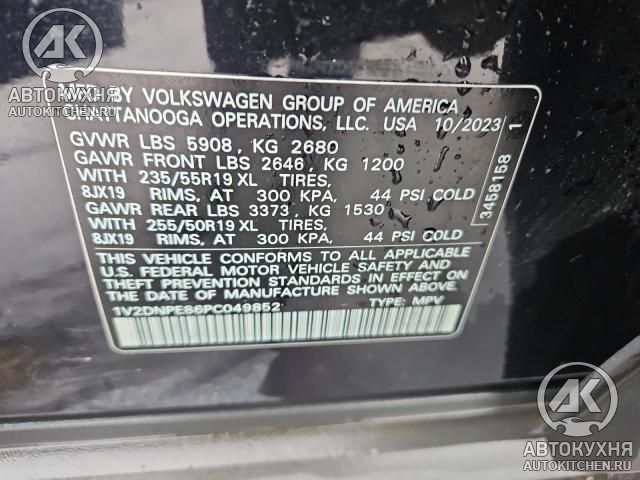 AK
АВТОКУХНЯ
AUTOKITCHEN.RU
BY VOLKSWAGEN GROUP OF AMERICA
OPERATIONS, LLC. USA 10/2023
GVWR LBS 5908, KG 2680
GAWR FRONT LBS 2646, KG 1200
WITH 235/55R19 XL TIRES,
8JX19 RIMS, AT 300 KPA, 44 PSI COLD
GAWR REAR LBS 3373, KG 1530
WITH 255/50R19 XL TIRES,
8JX19 RIMS, AT 300 KPA, 44 PSI COLD
THIS VEHICLE CONFORMS TO ALL APPLICABLE
U.S. FEDERAL MOTOR VEHICLE SAFETY AND
THEFT PREVENTION STANDARDS IN EFFECT ON
THE DATE OF MANUFACTURE SHOWN ABOVE.
1V2DNPE86PC049852 TYPE: MPV
1
3458158
AK
АВТОКУХНЯ
AUTOKITCHEN.RU